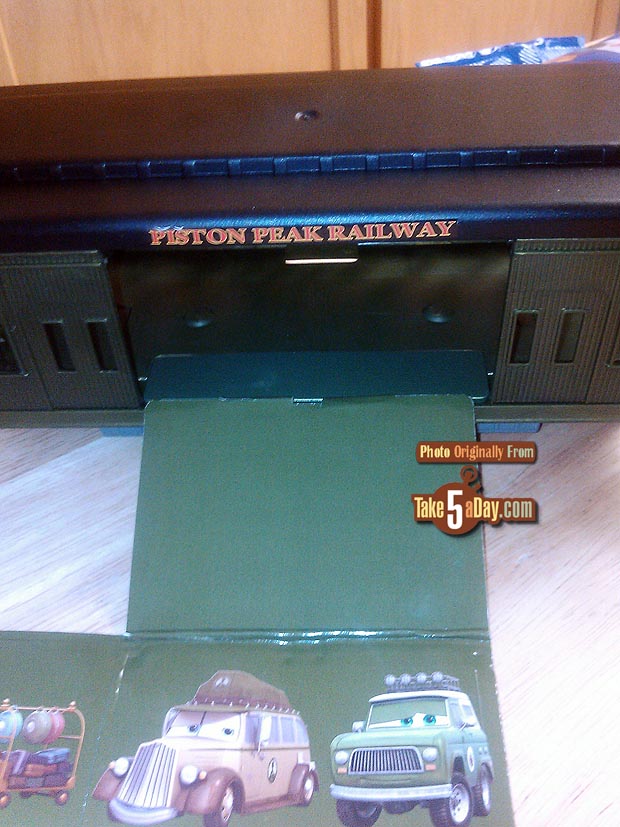 PISTON PEAK RAILWAY
Photo Originally From
Take5aDay.com